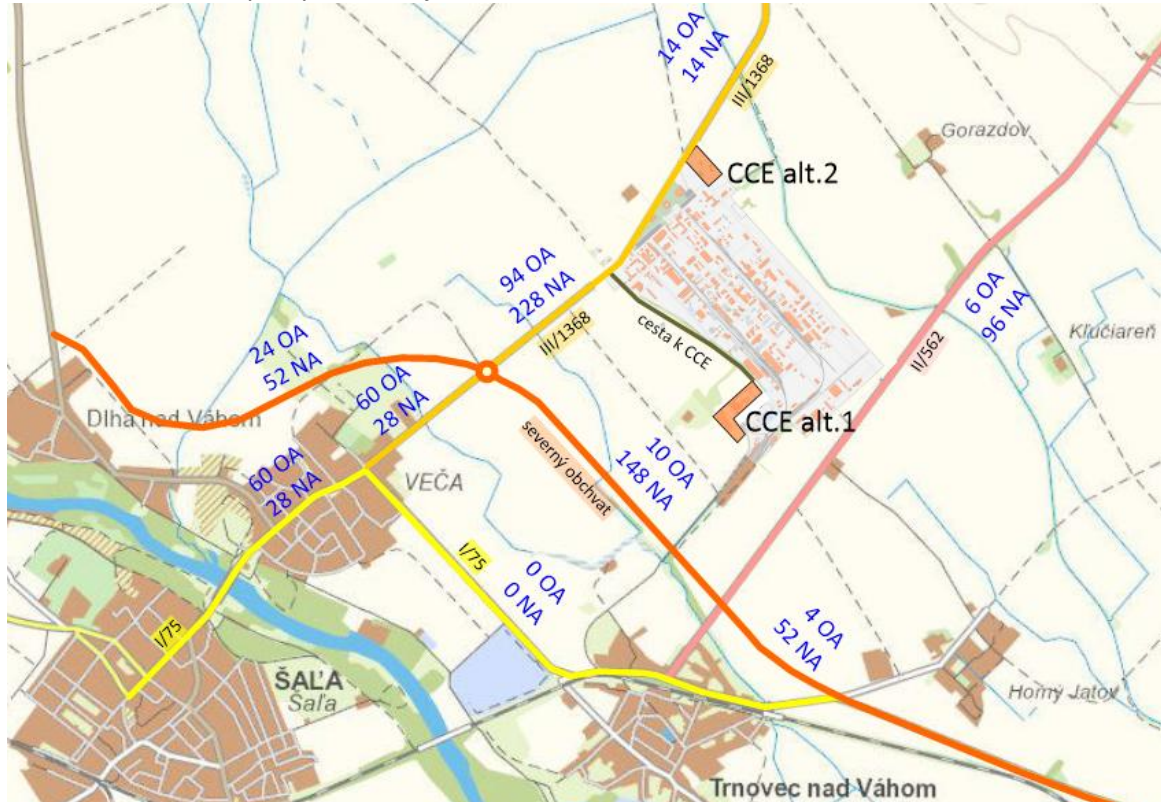 14 OA
14 NA
III/1368
Gorazdov
CCE alt.2
94 OA
228 NA
III/1368
6 OA
96 NA
Kľučiareň
cesta k CCE
II/562
24 OA
52 NA
60 OA
28 NA
Dlha nad Váhom
CCE alt.1
severný obchvat
10 OA
148 NA
60 OA
28 NA
VEČA
I/75
0 OA
0 NA
4 OA
52 NA
I/75
ŠAĽA
Šaľa
Horný Jatov
Trnovec nad Váhom